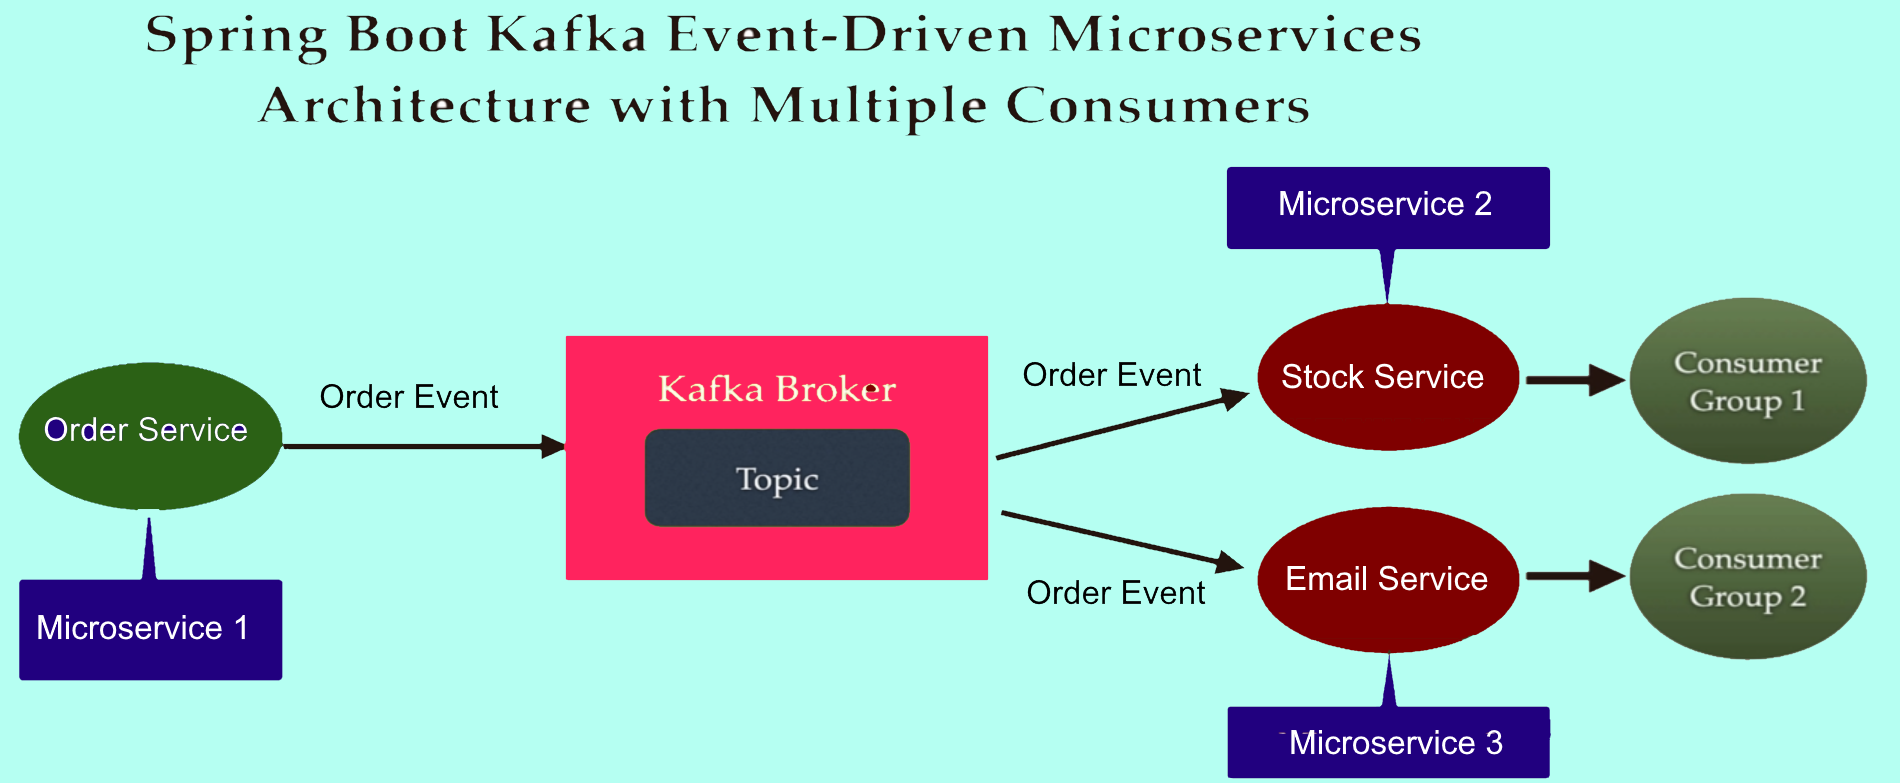 Spring Boot Kafka Event-Driven Microservices
Architecture with Multiple Consumers
Microservice 2
Order Service
Order Event
Kafka Broker
Topic
Order Event
Stock Service
Consumer
Group 1
Order Event
Email Service
Consumer
Group 2
Microservice 1
Microservice 3